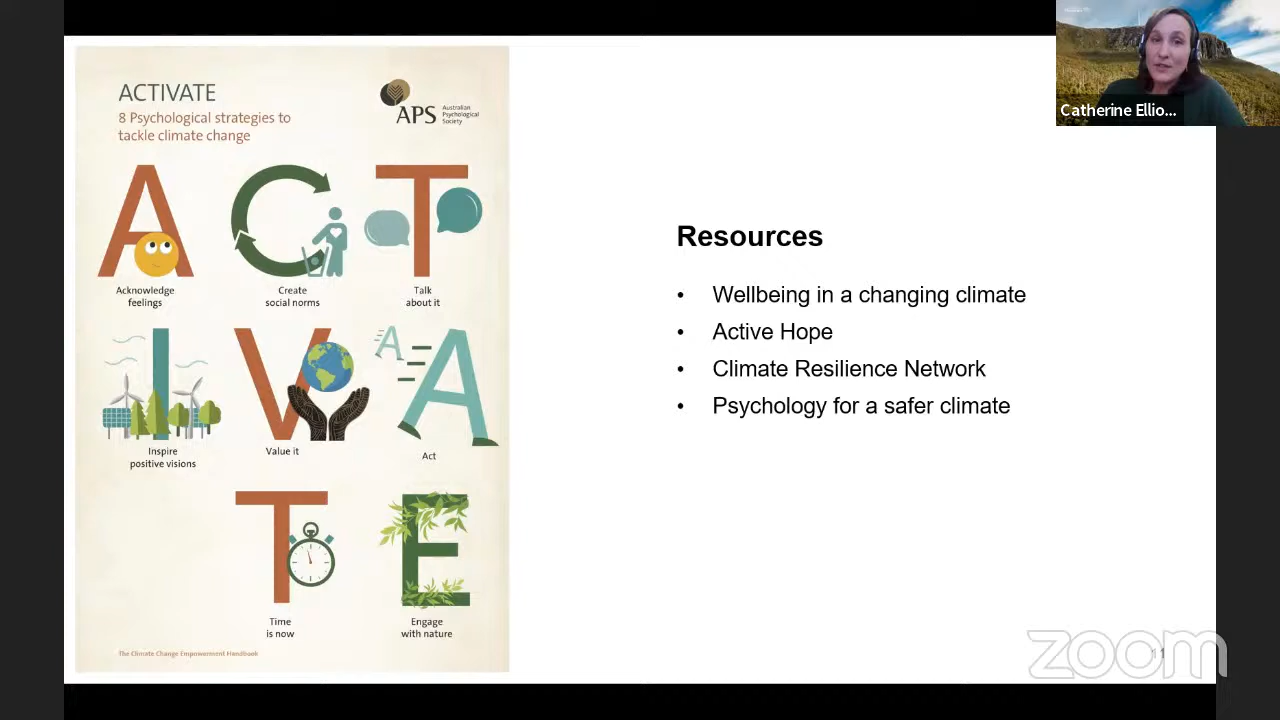 ACTIVATE
8 Psychological strategies to
tackle climate change
APS
Australian
Psychological
Society
A
C
T
Acknowledge
feelings
Create
social norms
Talk
about it
I
V
A
A
Inspire
positive visions
Value it
Act
T
E
Time
is now
Engage
with nature
The Climate Change Empowerment Handbook
Resources
• Wellbeing in a changing climate
• Active Hope
• Climate Resilience Network
• Psychology for a safer climate
Catherine Ellio...
zoom